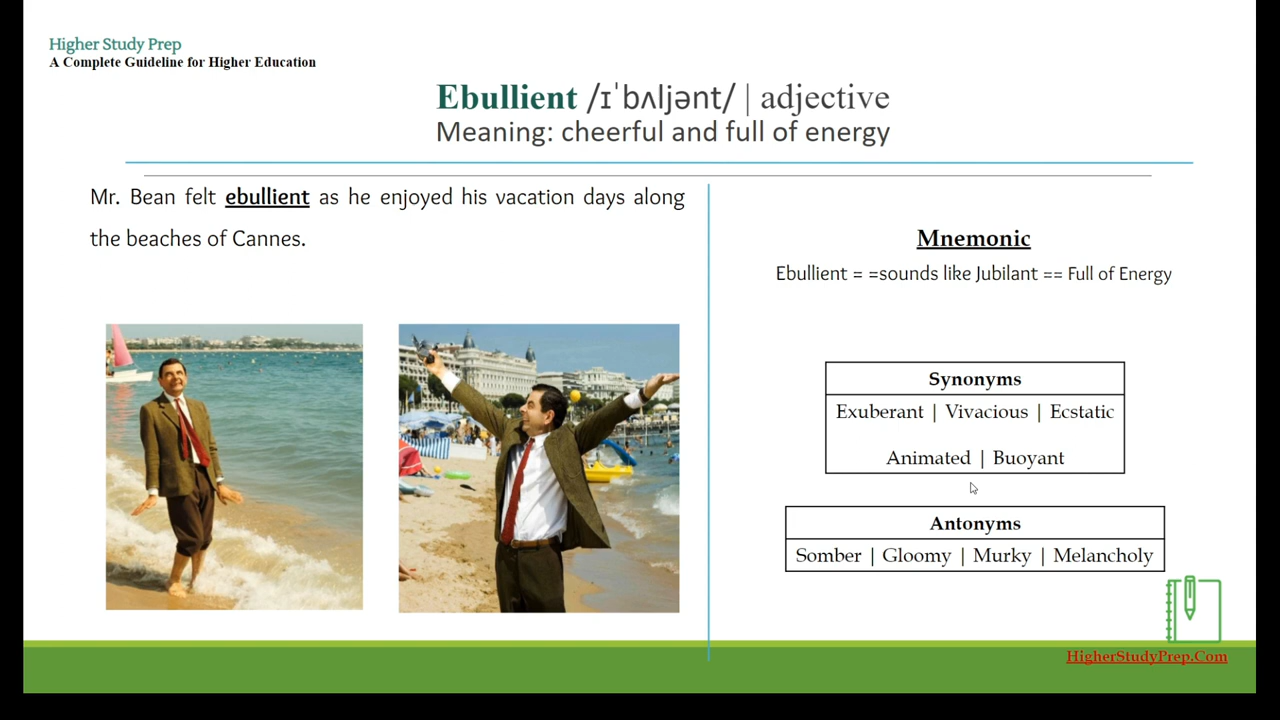 Higher Study Prep
A Complete Guideline for Higher Education
Ebullient /ɪˈbʌljənt/ | adjective
Meaning: cheerful and full of energy
Mr. Bean felt ebullient as he enjoyed his vacation days along
the beaches of Cannes.
Mnemonic
Ebullient = =sounds like Jubilant == Full of Energy
Synonyms
Exuberant | Vivacious | Ecstatic
Animated | Buoyant
Antonyms
Somber | Gloomy | Murky | Melancholy
HigherStudyPrep.Com